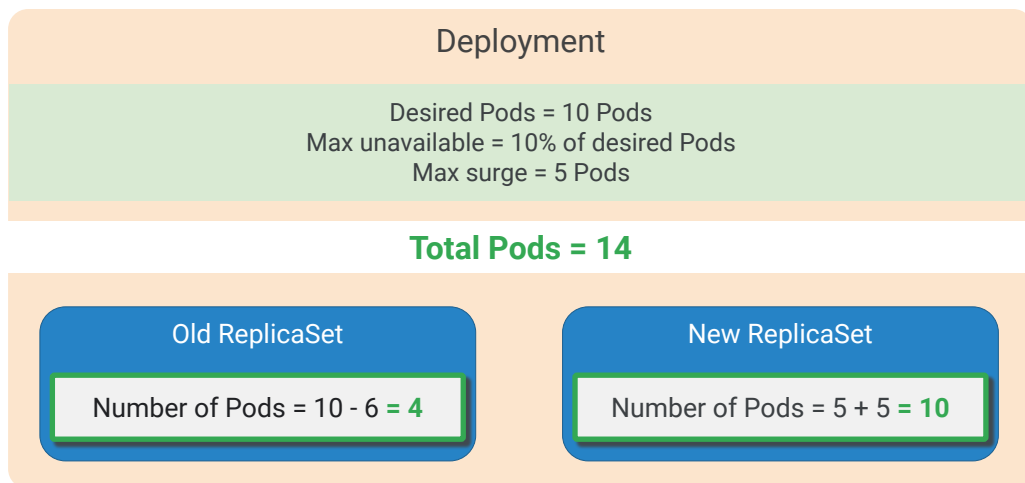 Deployment
Desired Pods = 10 Pods
Max unavailable = 10% of desired Pods
Max surge = 5 Pods
Total Pods = 14
Old ReplicaSet
Number of Pods = 10 - 6 = 4
New ReplicaSet
Number of Pods = 5 + 5 = 10